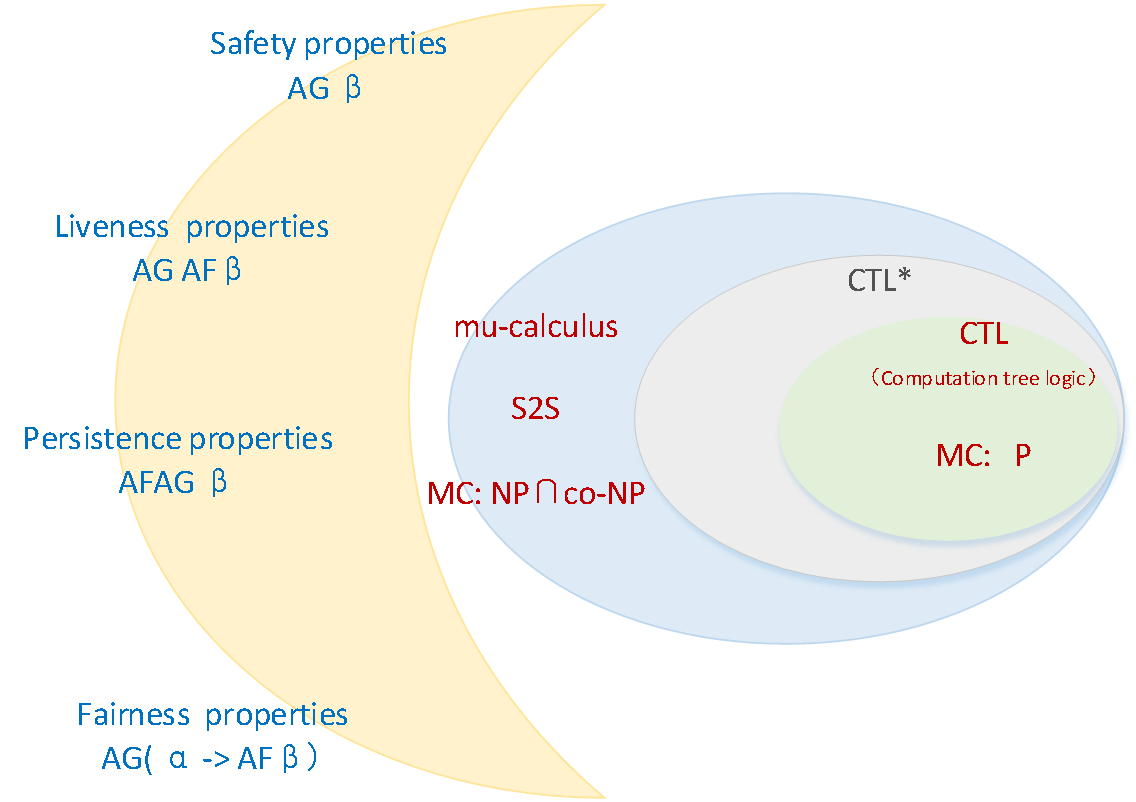 Safety properties
AG β
Liveness properties
AG AF β
Persistence properties
AFAG β
Fairness properties
AG( α -> AF β）
mu-calculus
S2S
MC: NP∩co-NP
CTL*
CTL
（Computation tree logic）
MC: P